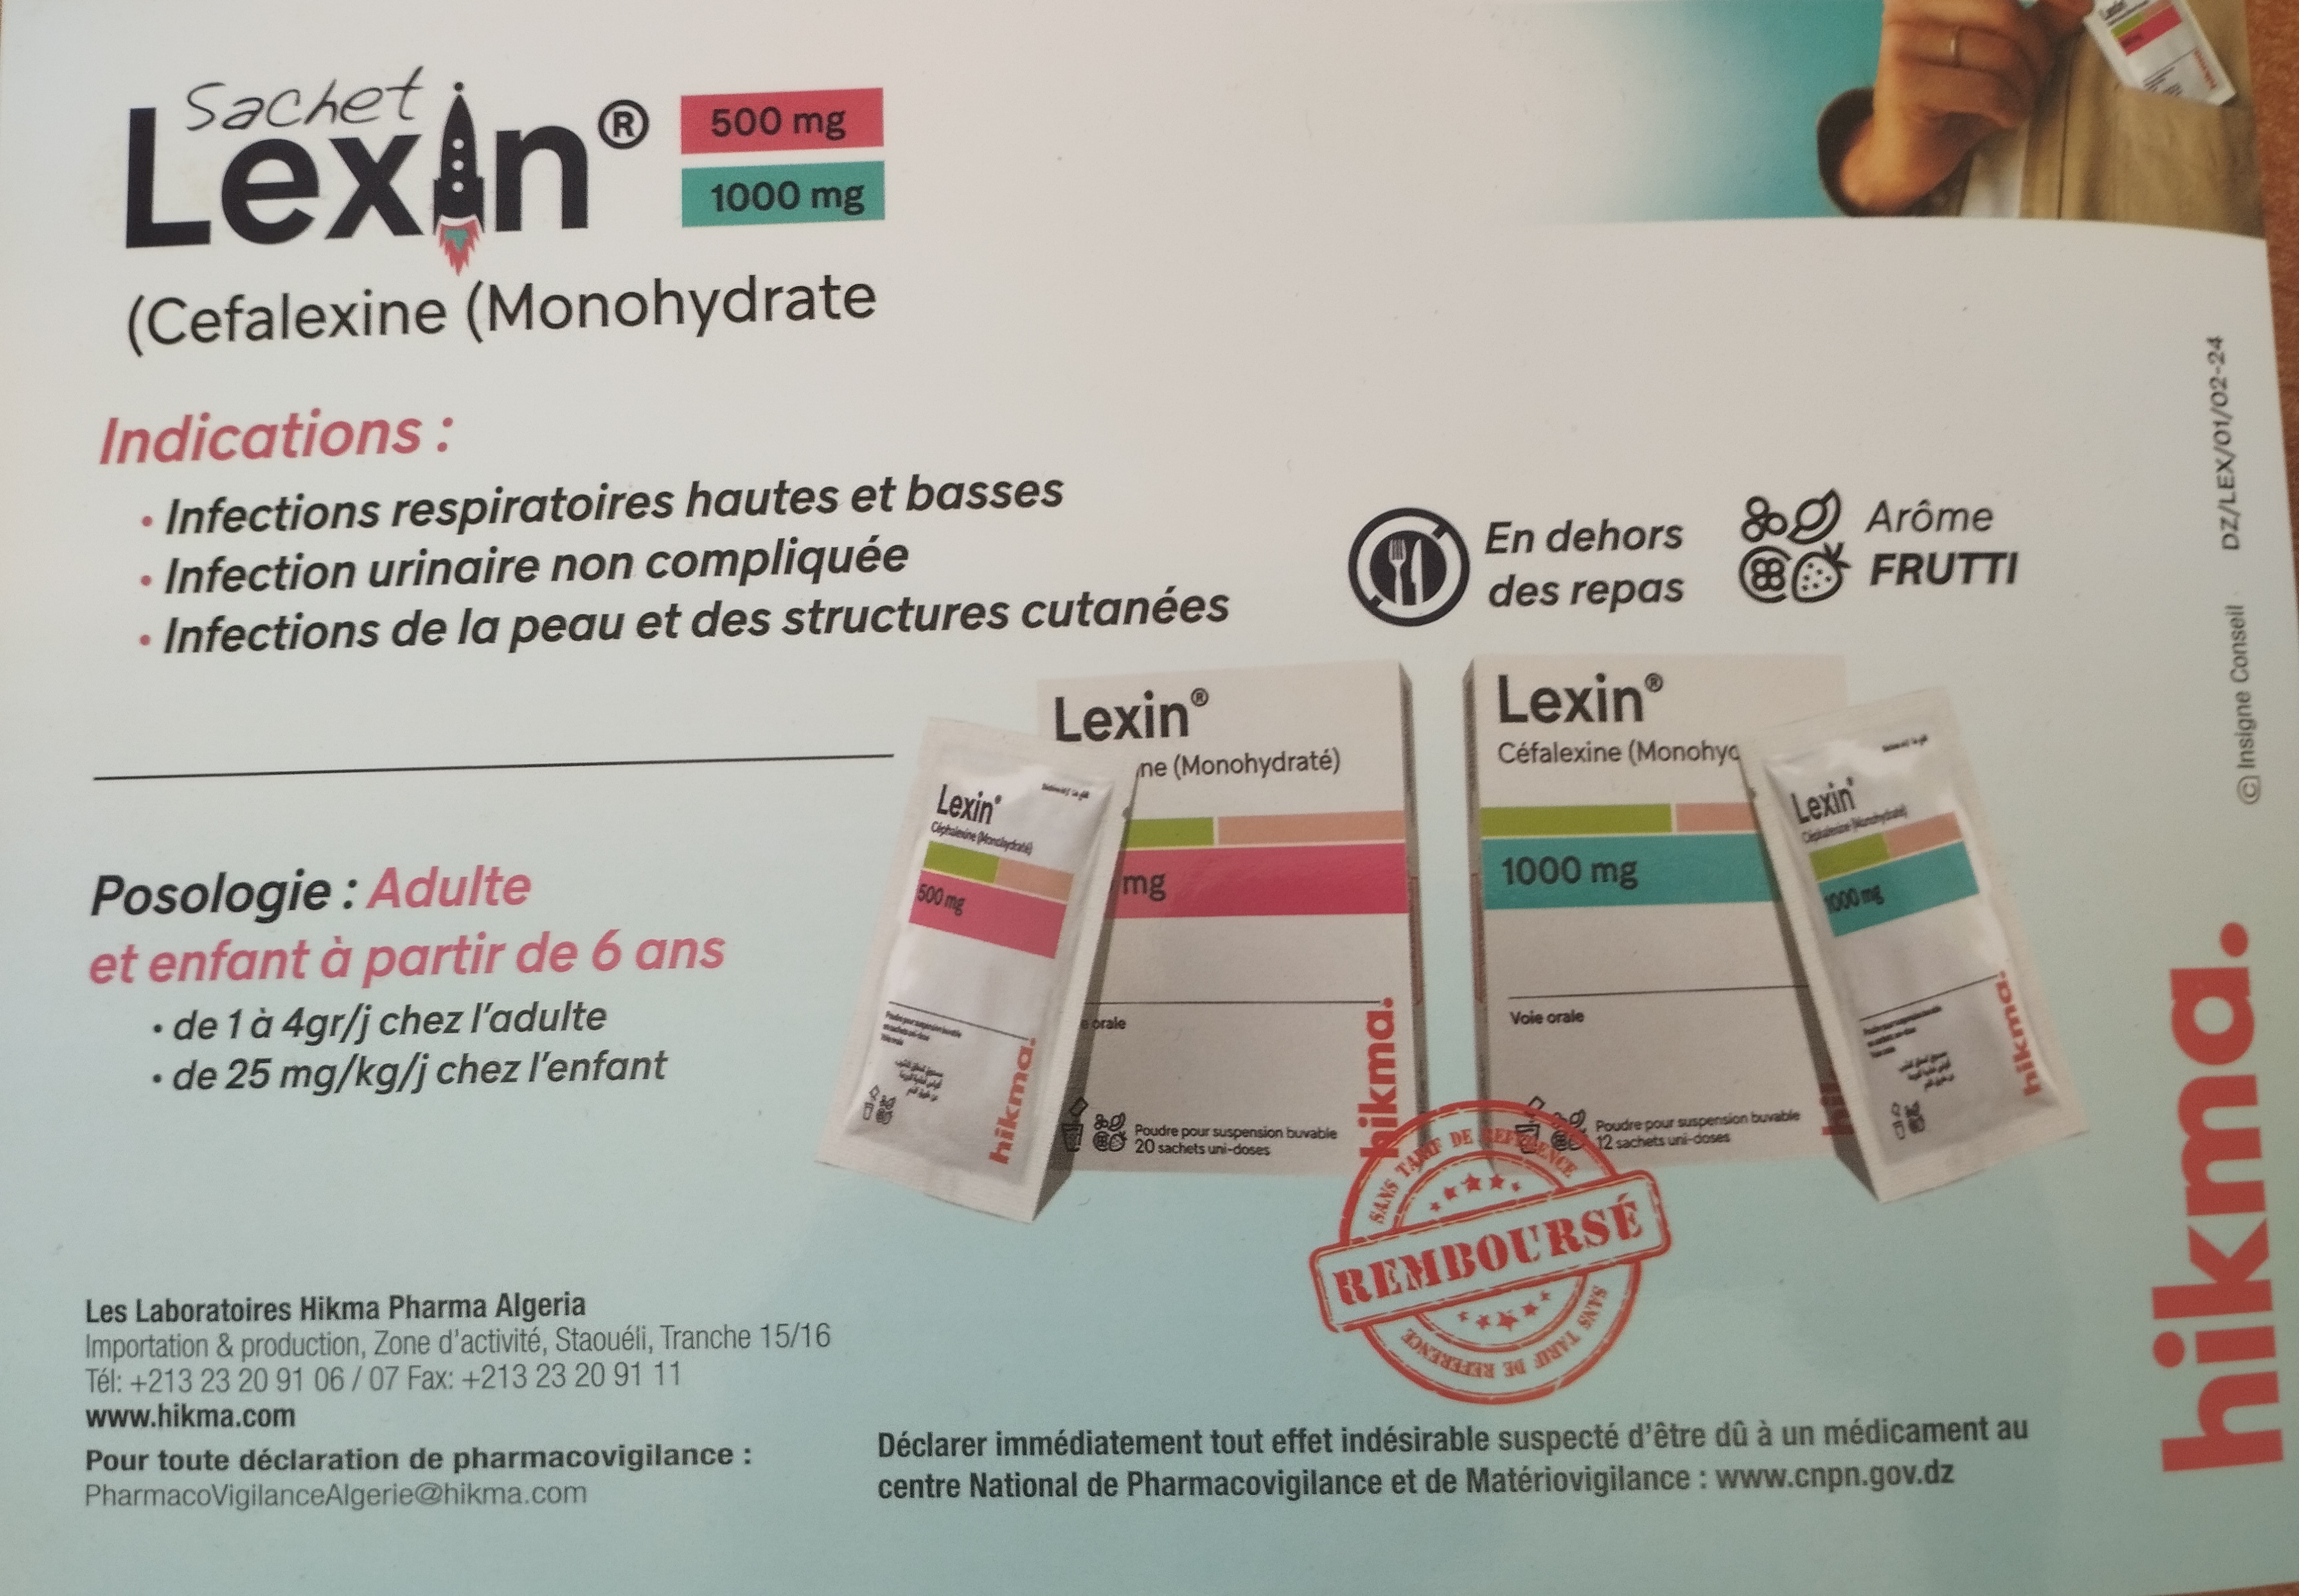 Sachet
Lexin®
500 mg
1000 mg
(Cefalexine (Monohydrate
Indications :
• Infections respiratoires hautes et basses
• Infection urinaire non compliquée
• Infections de la peau et des structures cutanées
En dehors
des repas
Arôme
FRUTTI
Posologie : Adulte
et enfant à partir de 6 ans
• de 1 à 4gr/j chez l'adulte
• de 25 mg/kg/j chez l'enfant
Lexin®
ne (Monohydraté)
mg
e orale
Poudre pour suspension buvable
20 sachets uni-doses
hikma.
Lexin®
Céphalexine (Monohydraté)
500 mg
hikma.
Lexin®
Céfalexine (Monohyd
1000 mg
Voie orale
Poudre pour suspension buvable
12 sachets uni-doses
Lexin®
1000 mg
hikma.
SANS TARIF DE REFERENCE
REMBOURSÉ
SANS TARIF DE REFERENCE
Les Laboratoires Hikma Pharma Algeria
Importation & production, Zone d'activité, Staouéli, Tranche 15/16
Tél: +213 23 20 91 06 / 07 Fax: +213 23 20 91 11
www.hikma.com
Pour toute déclaration de pharmacovigilance :
PharmacoVigilanceAlgerie@hikma.com
Déclarer immédiatement tout effet indésirable suspecté d'être dû à un médicament au
centre National de Pharmacovigilance et de Matériovigilance : www.cnpn.gov.dz
© Insigne Conseil DZ/LEX/01/02-24
hikma.